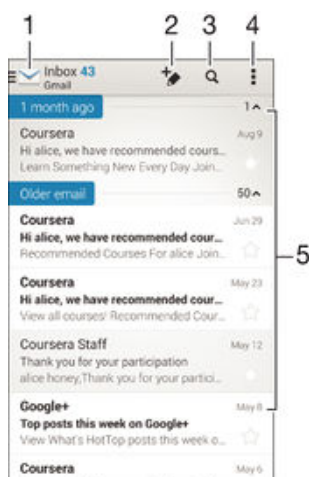 1 2 3 4
Inbox 43
Gmail
1 month ago 1
Coursera Aug 9
Hi alice, we have recommended cours...
Learn Something New Every Day Join...
Older email 50
Coursera Jun 29
Hi alice, we have recommended cour...
Recommended Courses For alice Join...
5
Coursera May 23
Hi alice, we have recommended cour...
View all courses! Recommended Cour...
Coursera Staff May 12
Thank you for your participation
alice honey,Thank you for your partici...
Google+ May 8
Top posts this week on Google+
View What's HotTop posts this week o...
Coursera May 6